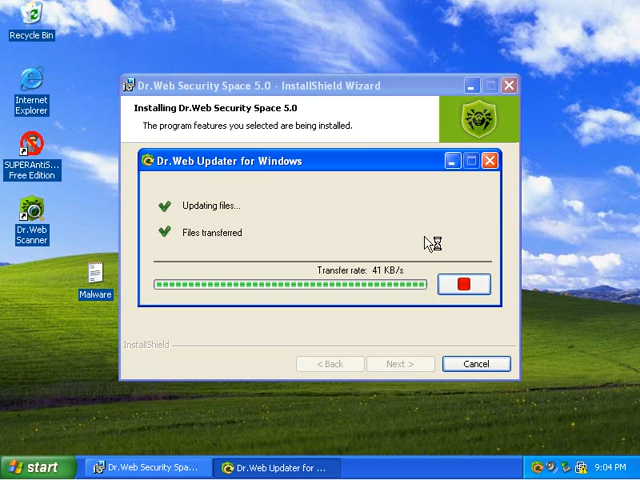 Recycle Bin
Internet
Explorer
SUPERAntiS...
Free Edition
Dr.Web
Scanner
Malware
Dr.Web Security Space 5.0 - InstallShield Wizard
Installing Dr.Web Security Space 5.0
The program features you selected are being installed.
Dr.Web Updater for Windows
Updating files...
Files transferred
Transfer rate: 41 KB/s
InstallShield
< Back
Next >
Cancel
start
Dr.Web Security Spa...
Dr.Web Updater for ...
9:04 PM